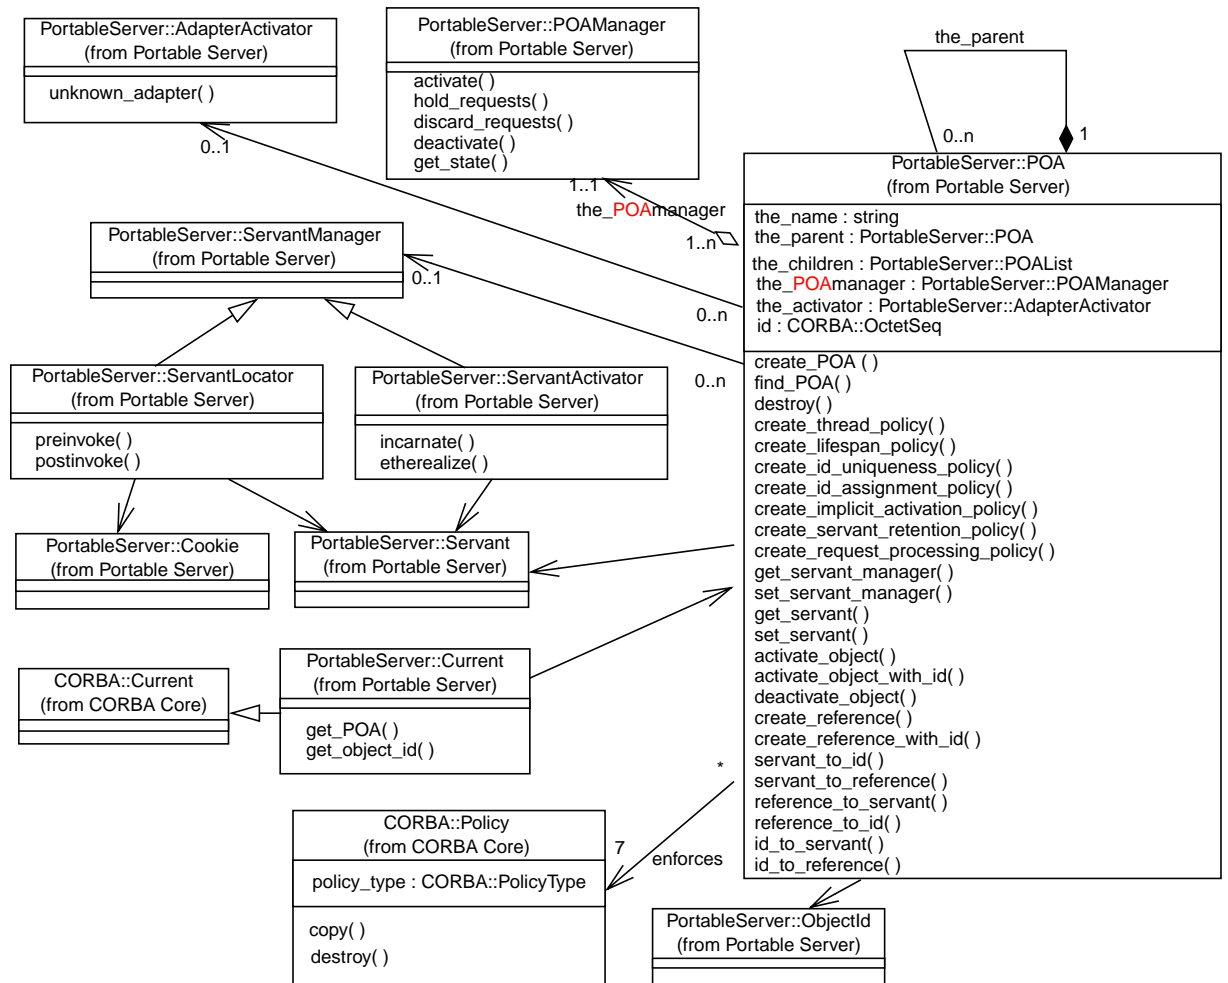 PortableServer::AdapterActivator
(from Portable Server)
unknown_adapter( )
0..1
PortableServer::POAManager
(from Portable Server)
activate( )
hold_requests( )
discard_requests( )
deactivate( )
get_state( )
1..1
the_POAmanager
1..n
the_parent
0..n
1
PortableServer::POA
(from Portable Server)
the_name : string
the_parent : PortableServer::POA
the_children : PortableServer::POAList
the_POAmanager : PortableServer::POAManager
the_activator : PortableServer::AdapterActivator
id : CORBA::OctetSeq
create_POA ( )
find_POA( )
destroy( )
create_thread_policy( )
create_lifespan_policy( )
create_id_uniqueness_policy( )
create_id_assignment_policy( )
create_implicit_activation_policy( )
create_servant_retention_policy( )
create_request_processing_policy( )
get_servant_manager( )
set_servant_manager( )
get_servant( )
set_servant( )
activate_object( )
activate_object_with_id( )
deactivate_object( )
create_reference( )
create_reference_with_id( )
servant_to_id( )
servant_to_reference( )
reference_to_servant( )
reference_to_id( )
id_to_servant( )
id_to_reference( )
PortableServer::ServantManager
(from Portable Server)
0..1
0..n
0..n
PortableServer::ServantLocator
(from Portable Server)
preinvoke( )
postinvoke( )
PortableServer::ServantActivator
(from Portable Server)
incarnate( )
etherealize( )
PortableServer::Cookie
(from Portable Server)
PortableServer::Servant
(from Portable Server)
CORBA::Current
(from CORBA Core)
PortableServer::Current
(from Portable Server)
get_POA( )
get_object_id( )
*
7
enforces
CORBA::Policy
(from CORBA Core)
policy_type : CORBA::PolicyType
copy( )
destroy( )
PortableServer::ObjectId
(from Portable Server)